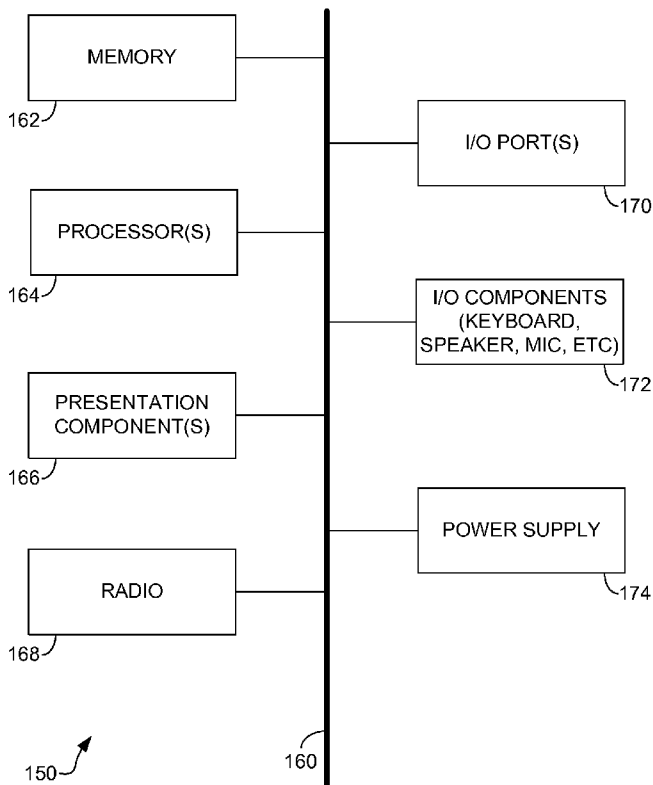 MEMORY
162
I/O PORT(S)
170
PROCESSOR(S)
164
I/O COMPONENTS
(KEYBOARD,
SPEAKER, MIC, ETC)
172
PRESENTATION
COMPONENT(S)
166
POWER SUPPLY
174
RADIO
168
150
160